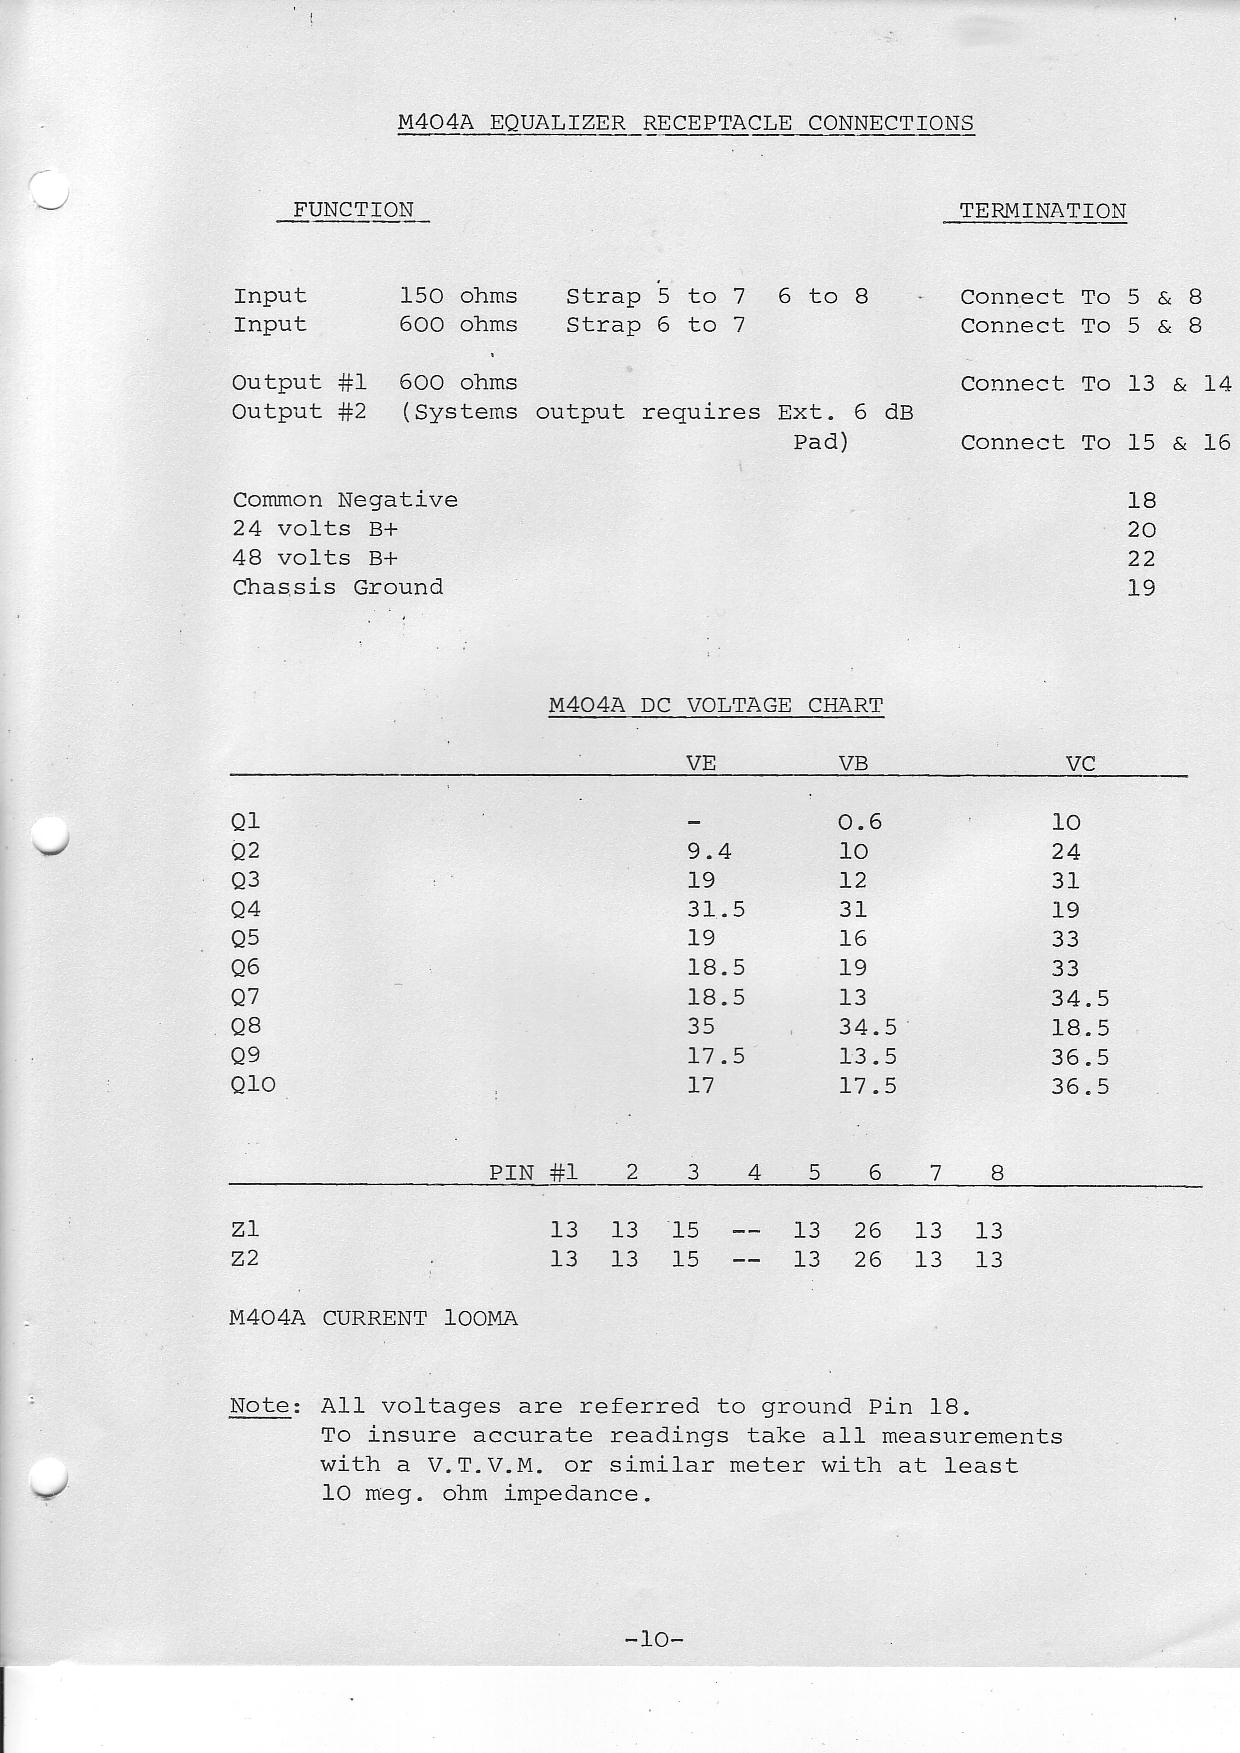 M404A EQUALIZER RECEPTACLE CONNECTIONS
FUNCTION TERMINATION
Input 150 ohms Strap 5 to 7 6 to 8 Connect To 5 & 8
Input 600 ohms Strap 6 to 7 Connect To 5 & 8
Output #1 600 ohms Connect To 13 & 14
Output #2 (Systems output requires Ext. 6 dB
Pad) Connect To 15 & 16
Common Negative 18
24 volts B+ 20
48 volts B+ 22
Chassis Ground 19
M404A DC VOLTAGE CHART
VE VB VC
Q1 - 0.6 10
Q2 9.4 10 24
Q3 19 12 31
Q4 31.5 31 19
Q5 19 16 33
Q6 18.5 19 33
Q7 18.5 13 34.5
Q8 35 34.5 18.5
Q9 17.5 13.5 36.5
Q10 17 17.5 36.5
PIN #1 2 3 4 5 6 7 8
Z1 13 13 15 -- 13 26 13 13
Z2 13 13 15 -- 13 26 13 13
M404A CURRENT 100MA
Note: All voltages are referred to ground Pin 18.
To insure accurate readings take all measurements
with a V.T.V.M. or similar meter with at least
10 meg. ohm impedance.
-10-